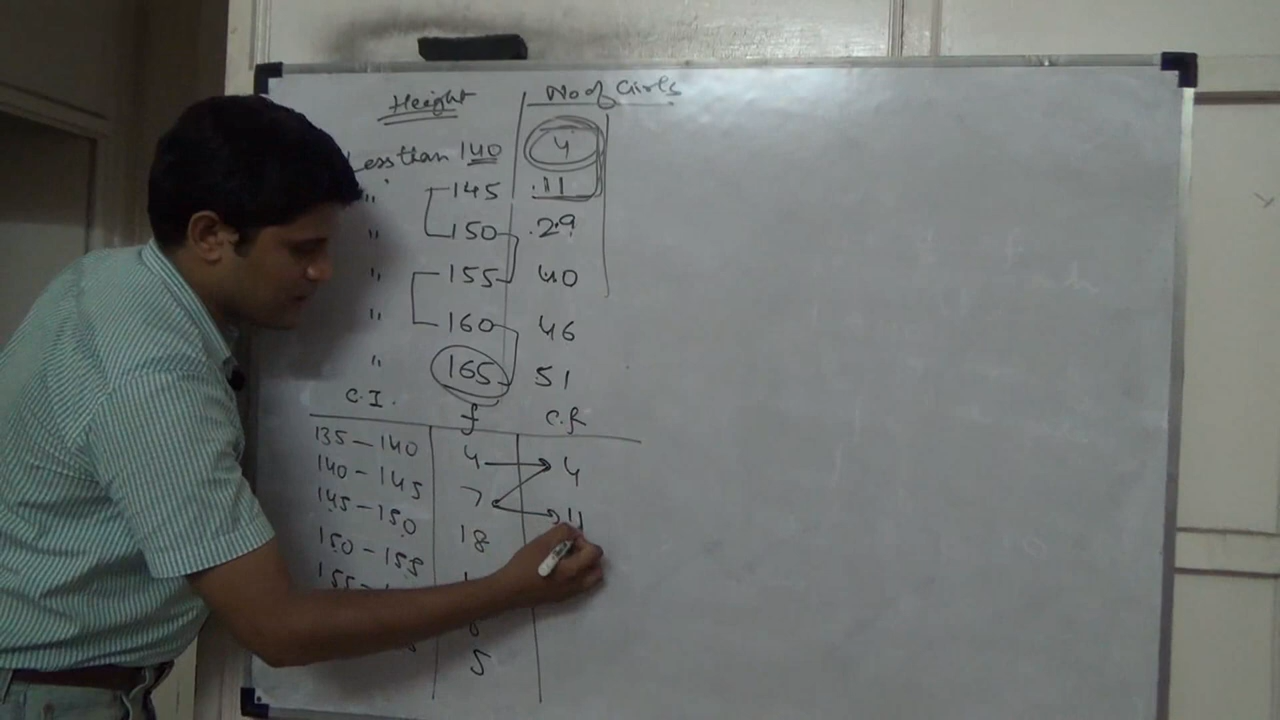 Height No of Girls
Less than 140 4
" 145 11
" 150 29
" 155 40
" 160 46
" 165 51
C.I. f c.f
135 - 140 4 4
140 - 145 7 11
145 - 150 18
150 - 155
155 -
5